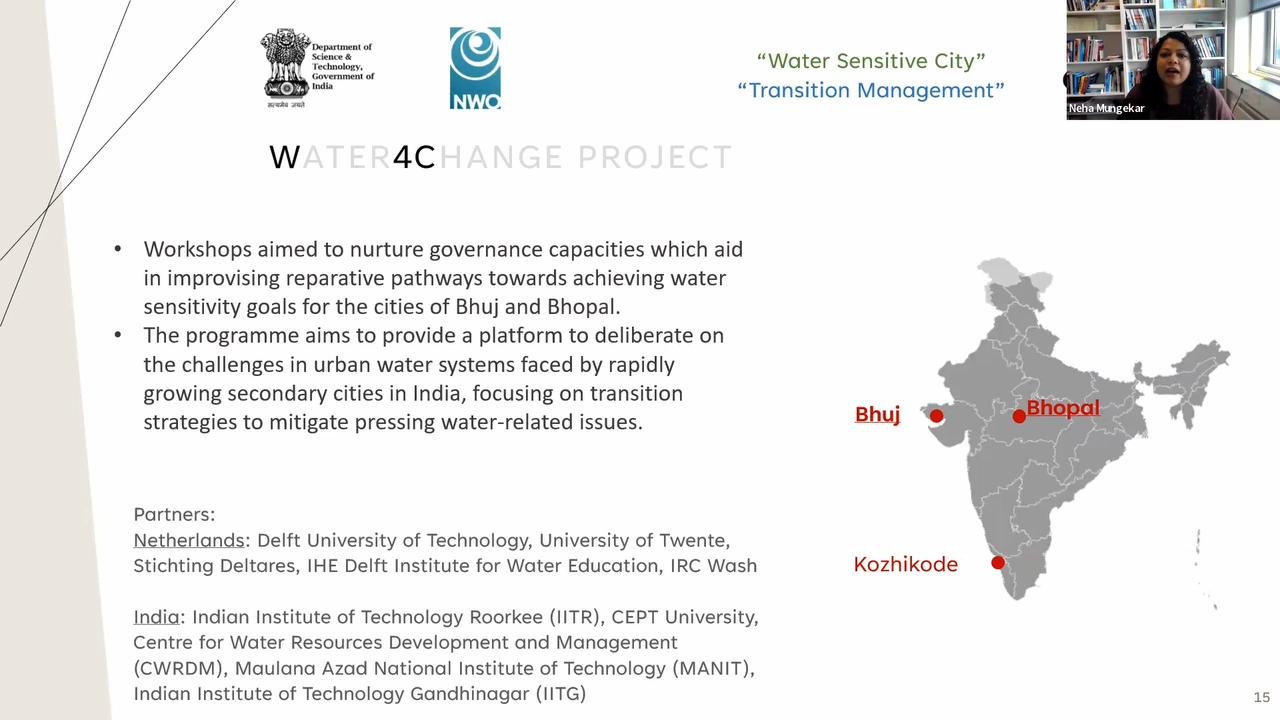 Department of
Science &
Technology,
Government of
India
सत्यमेव जयते
NWO
“Water Sensitive City”
“Transition Management”
Neha Mungekar
WATER4CHANGE PROJECT
• Workshops aimed to nurture governance capacities which aid
in improvising reparative pathways towards achieving water
sensitivity goals for the cities of Bhuj and Bhopal.
• The programme aims to provide a platform to deliberate on
the challenges in urban water systems faced by rapidly
growing secondary cities in India, focusing on transition
strategies to mitigate pressing water-related issues.
Bhuj
Bhopal
Kozhikode
Partners:
Netherlands: Delft University of Technology, University of Twente,
Stichting Deltares, IHE Delft Institute for Water Education, IRC Wash
India: Indian Institute of Technology Roorkee (IITR), CEPT University,
Centre for Water Resources Development and Management
(CWRDM), Maulana Azad National Institute of Technology (MANIT),
Indian Institute of Technology Gandhinagar (IITG)
15